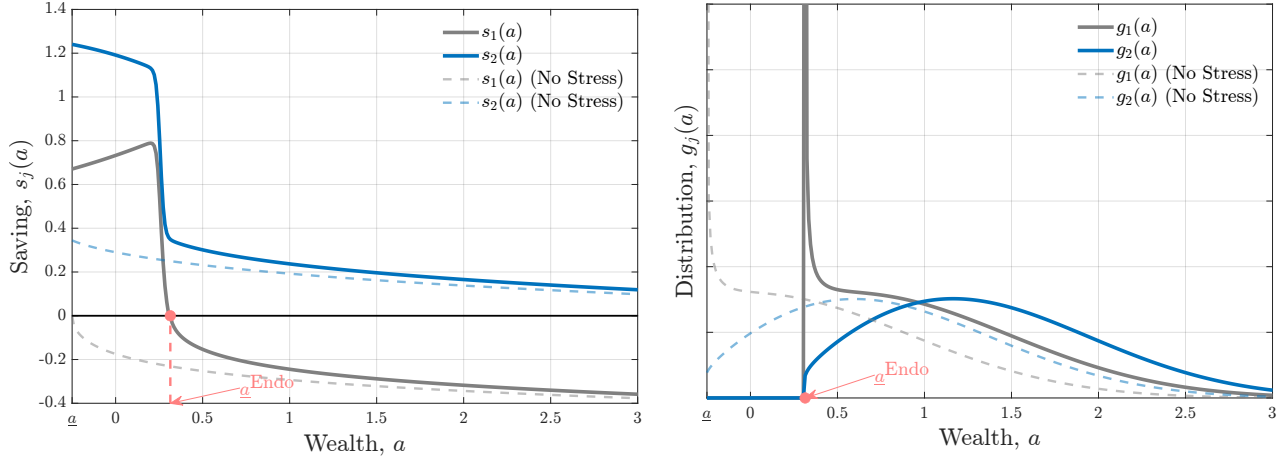 1.4
1.2
1
0.8
0.6
0.4
0.2
0
-0.2
-0.4
Saving, s_j(a)
s_1(a)
s_2(a)
s_1(a) (No Stress)
s_2(a) (No Stress)
a̲^Endo
a̲ 0 0.5 1 1.5 2 2.5 3
Wealth, a
Distribution, g_j(a)
g_1(a)
g_2(a)
g_1(a) (No Stress)
g_2(a) (No Stress)
a̲^Endo
a̲ 0 0.5 1 1.5 2 2.5 3
Wealth, a